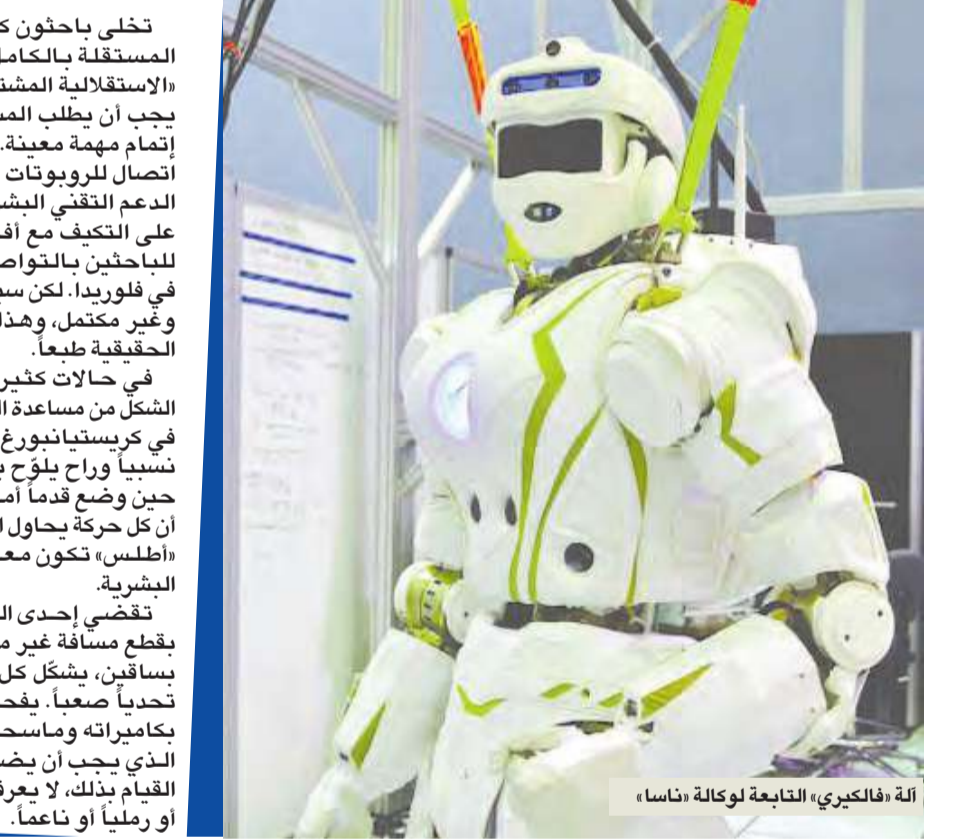 تخلى باحثون ك
المستقلة بالكامل
«الاستقلالية المشت
يجب أن يطلب المس
إتمام مهمة معينة.
اتصال للروبوتات
الدعم التقني البش
على التكيف مع أف
للباحثين بالتواص
في فلوريدا. لكن سي
وغير مكتمل، وهذ
الحقيقية طبعاً.
في حالات كثير
الشكل من مساعدة ال
في كريستيانبورغ
نسبياً وراح يلوّح ب
حين وضع قدماً أم
أن كل حركة يحاول ا
«أطلس» تكون مع
البشرية.
تقضي إحدى ال
بقطع مسافة غير م
بساقين، يشكّل كل
تحدياً صعباً. يفح
بكاميراته وماسح
الذي يجب أن يض
القيام بذلك، لا يعرف
أو رملياً أو ناعماً.
آلة «فالكيري» التابعة لوكالة «ناسا»